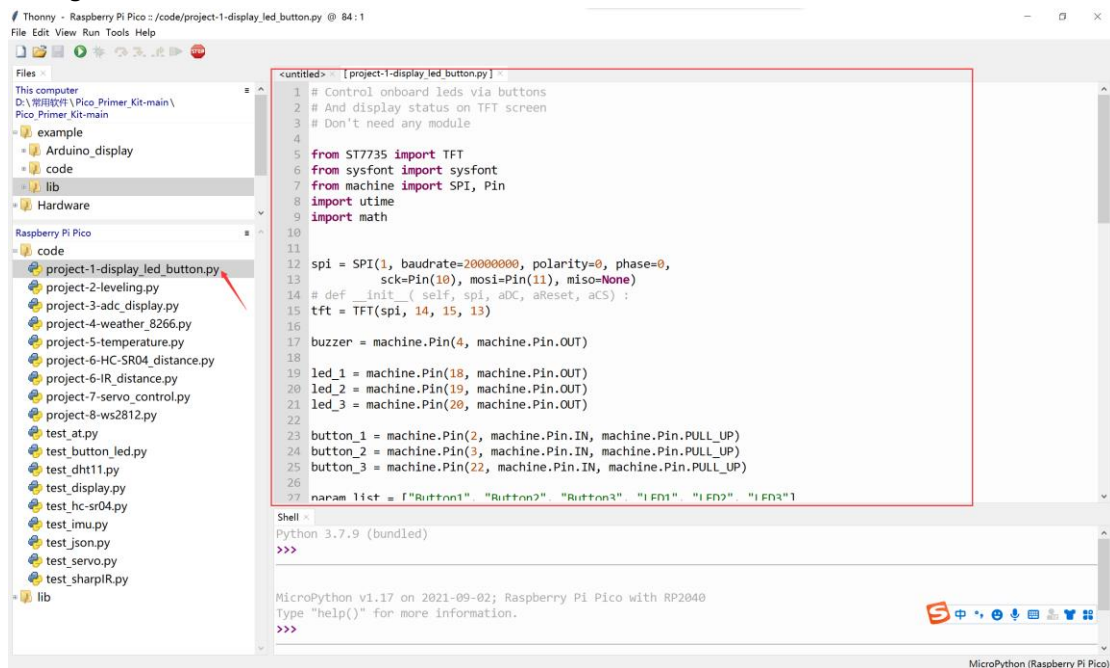 Thonny - Raspberry Pi Pico :: /code/project-1-display_led_button.py @ 84 : 1
File Edit View Run Tools Help
STOP
Files
This computer
D:\常用软件\Pico_Primer_Kit-main\
Pico_Primer_Kit-main
example
Arduino_display
code
lib
Hardware
Raspberry Pi Pico
code
project-1-display_led_button.py
project-2-leveling.py
project-3-adc_display.py
project-4-weather_8266.py
project-5-temperature.py
project-6-HC-SR04_distance.py
project-6-IR_distance.py
project-7-servo_control.py
project-8-ws2812.py
test_at.py
test_button_led.py
test_dht11.py
test_display.py
test_hc-sr04.py
test_imu.py
test_json.py
test_servo.py
test_sharpIR.py
lib
<untitled> [ project-1-display_led_button.py ]
1 # Control onboard leds via buttons
2 # And display status on TFT screen
3 # Don't need any module
4
5 from ST7735 import TFT
6 from sysfont import sysfont
7 from machine import SPI, Pin
8 import utime
9 import math
10
11
12 spi = SPI(1, baudrate=20000000, polarity=0, phase=0,
13 sck=Pin(10), mosi=Pin(11), miso=None)
14 # def __init__( self, spi, aDC, aReset, aCS) :
15 tft = TFT(spi, 14, 15, 13)
16
17 buzzer = machine.Pin(4, machine.Pin.OUT)
18
19 led_1 = machine.Pin(18, machine.Pin.OUT)
20 led_2 = machine.Pin(19, machine.Pin.OUT)
21 led_3 = machine.Pin(20, machine.Pin.OUT)
22
23 button_1 = machine.Pin(2, machine.Pin.IN, machine.Pin.PULL_UP)
24 button_2 = machine.Pin(3, machine.Pin.IN, machine.Pin.PULL_UP)
25 button_3 = machine.Pin(22, machine.Pin.IN, machine.Pin.PULL_UP)
26
27 param_list = ["Button1", "Button2", "Button3", "LED1", "LED2", "LED3"]
Shell
Python 3.7.9 (bundled)
>>>
MicroPython v1.17 on 2021-09-02; Raspberry Pi Pico with RP2040
Type "help()" for more information.
>>>
中
MicroPython (Raspberry Pi Pico)